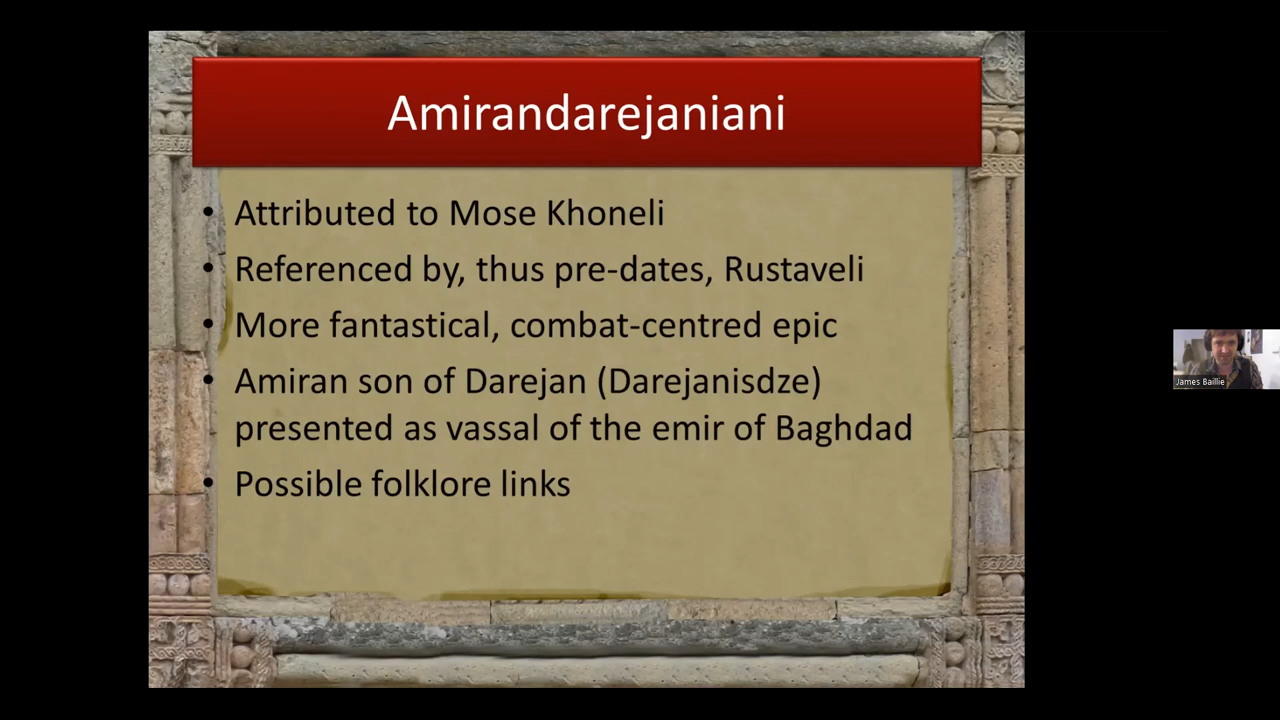 Amirandarejaniani
• Attributed to Mose Khoneli
• Referenced by, thus pre-dates, Rustaveli
• More fantastical, combat-centred epic
• Amiran son of Darejan (Darejanisdze)
presented as vassal of the emir of Baghdad
• Possible folklore links
James Baillie